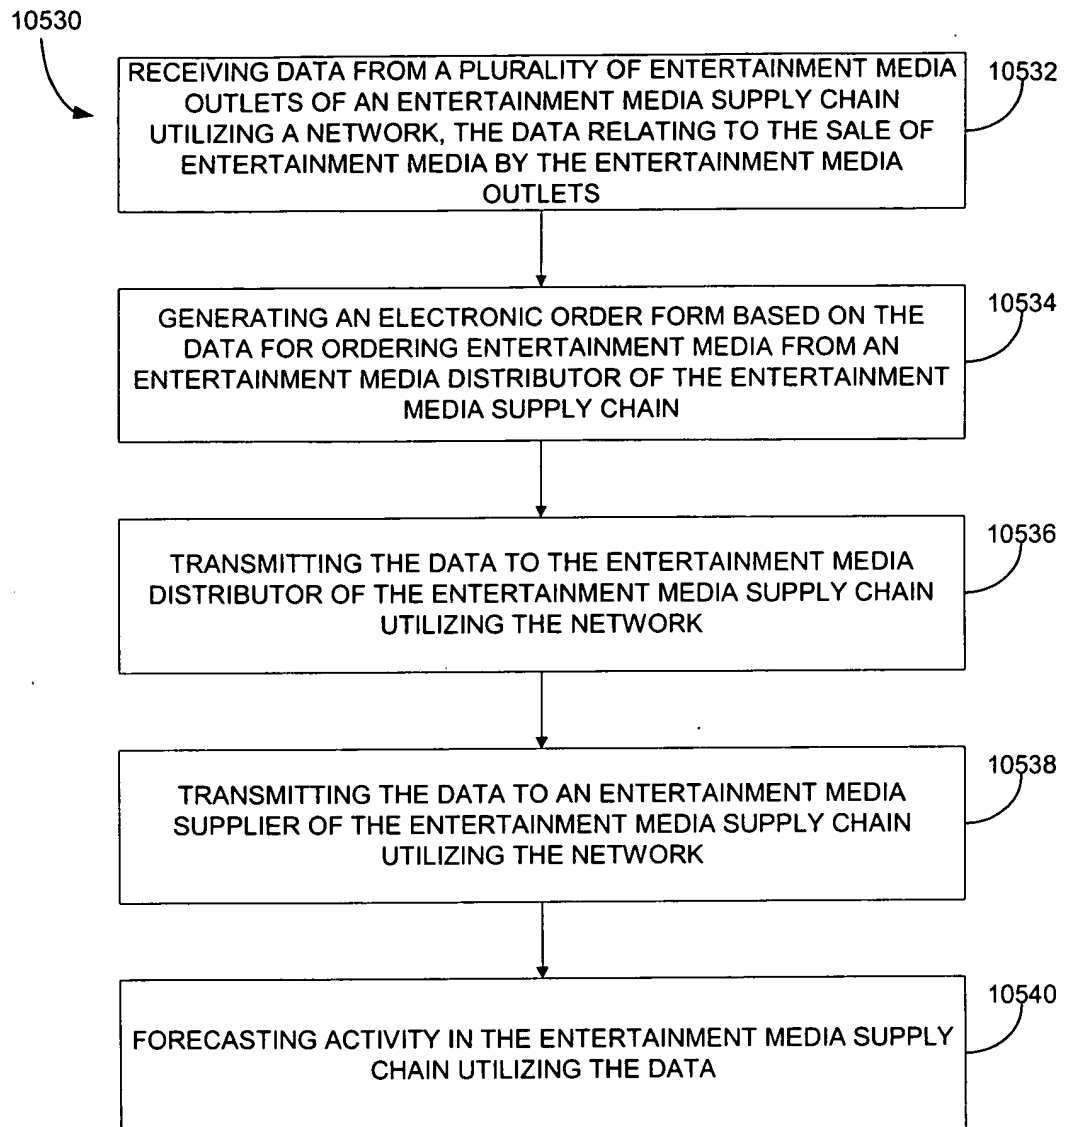 10530
RECEIVING DATA FROM A PLURALITY OF ENTERTAINMENT MEDIA
OUTLETS OF AN ENTERTAINMENT MEDIA SUPPLY CHAIN
UTILIZING A NETWORK, THE DATA RELATING TO THE SALE OF
ENTERTAINMENT MEDIA BY THE ENTERTAINMENT MEDIA
OUTLETS
10532
GENERATING AN ELECTRONIC ORDER FORM BASED ON THE
DATA FOR ORDERING ENTERTAINMENT MEDIA FROM AN
ENTERTAINMENT MEDIA DISTRIBUTOR OF THE ENTERTAINMENT
MEDIA SUPPLY CHAIN
10534
TRANSMITTING THE DATA TO THE ENTERTAINMENT MEDIA
DISTRIBUTOR OF THE ENTERTAINMENT MEDIA SUPPLY CHAIN
UTILIZING THE NETWORK
10536
TRANSMITTING THE DATA TO AN ENTERTAINMENT MEDIA
SUPPLIER OF THE ENTERTAINMENT MEDIA SUPPLY CHAIN
UTILIZING THE NETWORK
10538
FORECASTING ACTIVITY IN THE ENTERTAINMENT MEDIA SUPPLY
CHAIN UTILIZING THE DATA
10540